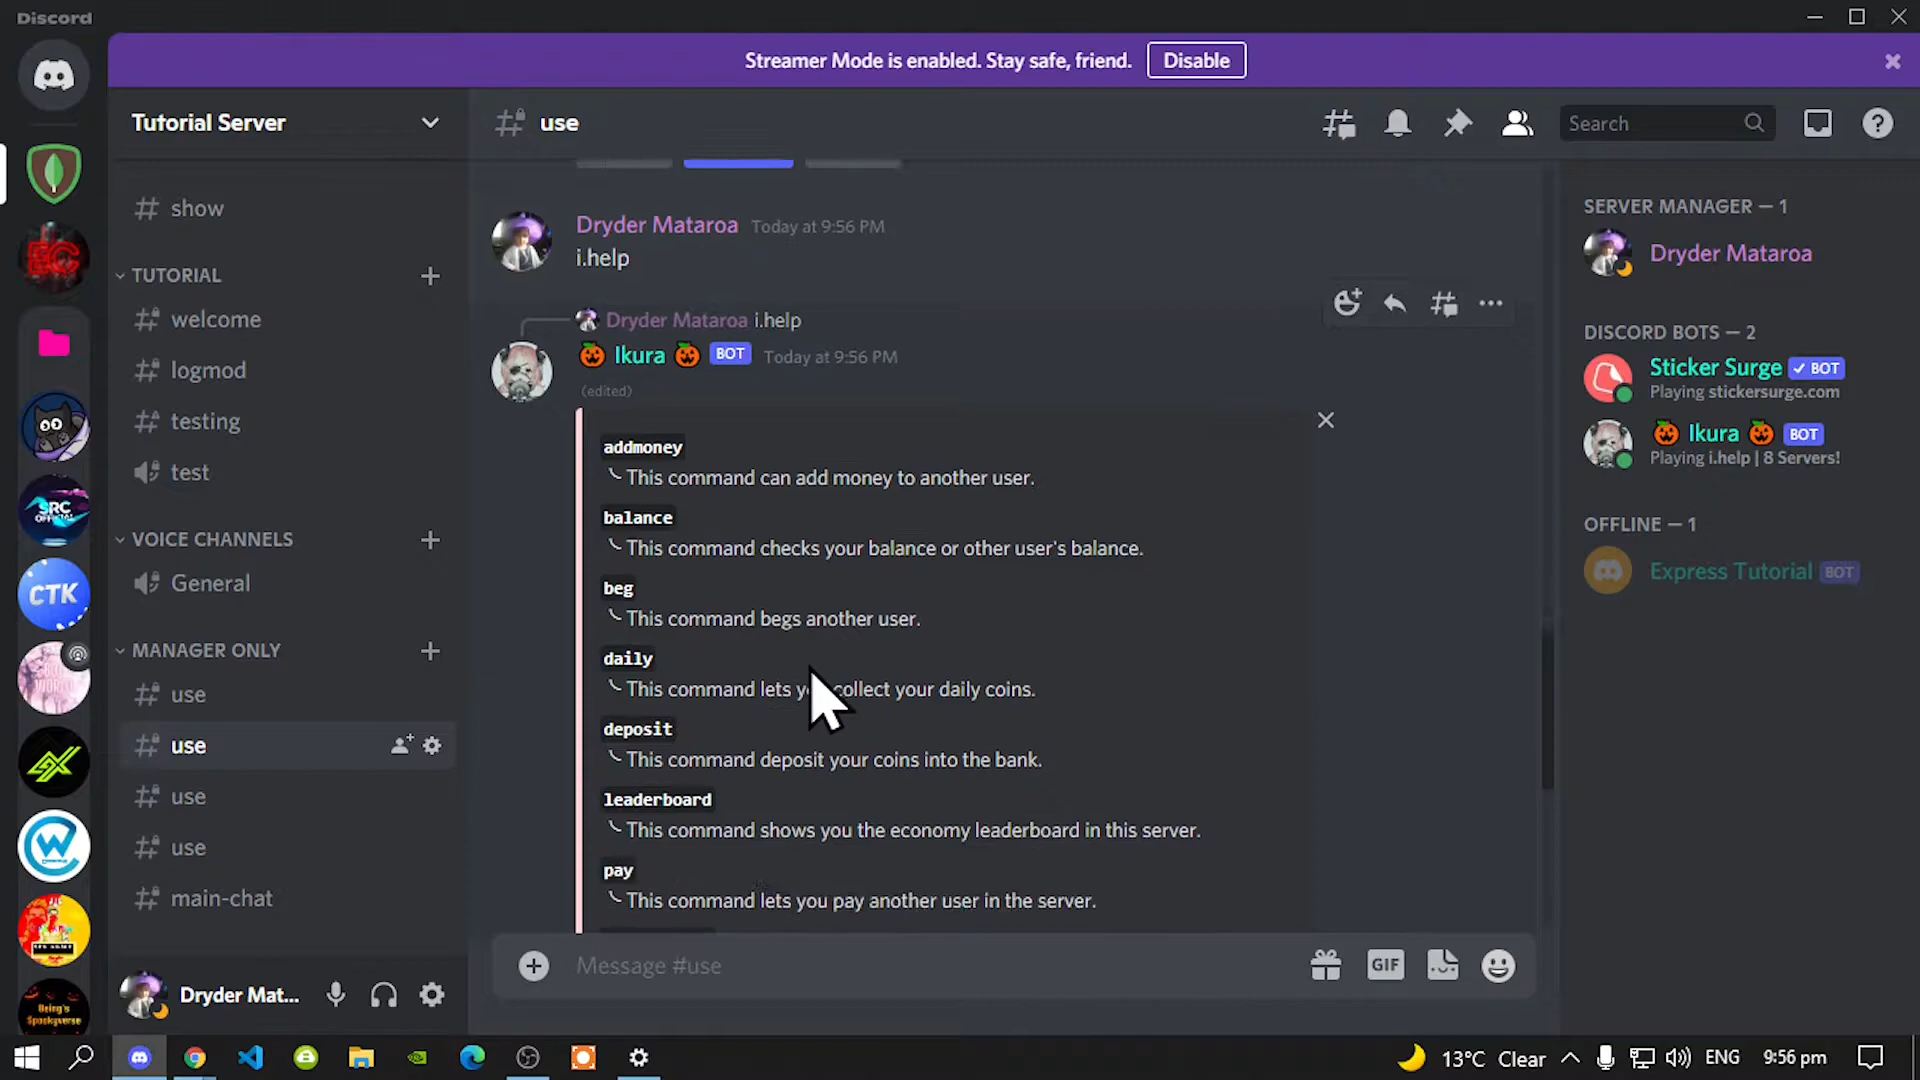 Discord
Streamer Mode is enabled. Stay safe, friend.
Disable
Tutorial Server
use
Search
show
TUTORIAL
welcome
logmod
testing
test
VOICE CHANNELS
General
MANAGER ONLY
use
use
use
use
main-chat
Dryder Mat...
EC
SRC
OFFICIAL
CTK
Being's
Spookyverse
Dryder Mataroa Today at 9:56 PM
i.help
Dryder Mataroa i.help
Ikura BOT Today at 9:56 PM
(edited)
addmoney
This command can add money to another user.
balance
This command checks your balance or other user's balance.
beg
This command begs another user.
daily
This command lets y collect your daily coins.
deposit
This command deposit your coins into the bank.
leaderboard
This command shows you the economy leaderboard in this server.
pay
This command lets you pay another user in the server.
Message #use
GIF
SERVER MANAGER — 1
Dryder Mataroa
DISCORD BOTS — 2
Sticker Surge ✓ BOT
Playing stickersurge.com
Ikura BOT
Playing i.help | 8 Servers!
OFFLINE — 1
Express Tutorial BOT
13°C Clear
ENG
9:56 pm